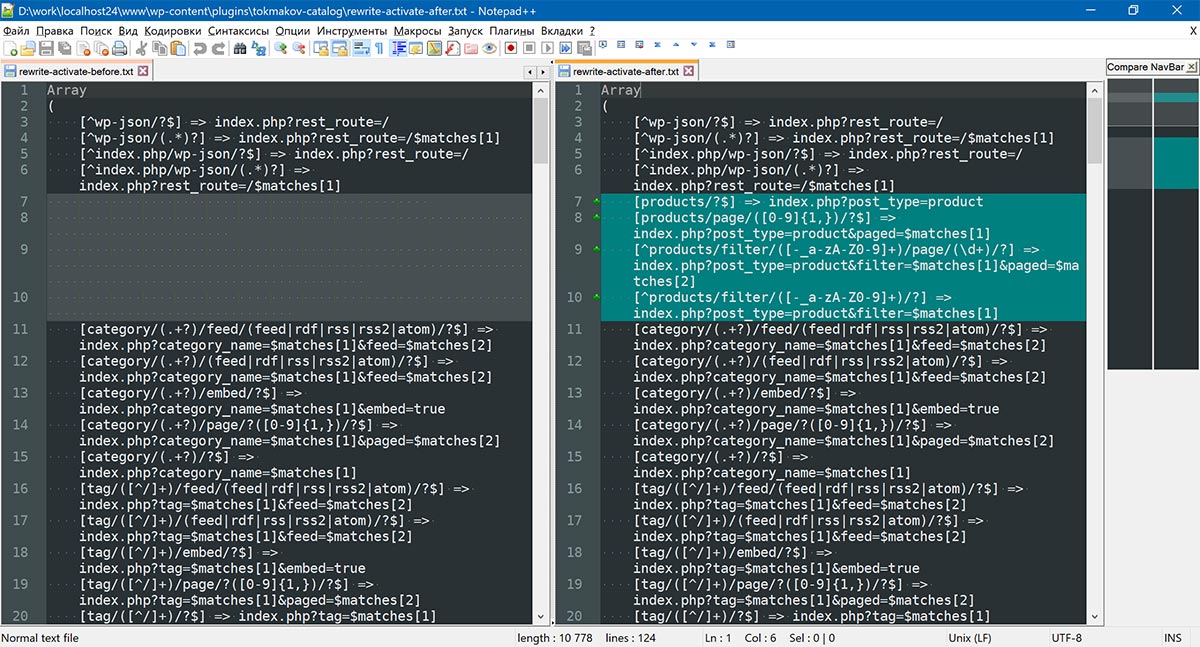 D:\work\localhost24\www\wp-content\plugins\tokmakov-catalog\rewrite-activate-after.txt - Notepad++
Файл Правка Поиск Вид Кодировки Синтаксисы Опции Инструменты Макросы Запуск Плагины Вкладки ? X
rewrite-activate-before.txt
1 Array
2 (
3 [^wp-json/?$] => index.php?rest_route=/
4 [^wp-json/(.*)?] => index.php?rest_route=/$matches[1]
5 [^index.php/wp-json/?$] => index.php?rest_route=/
6 [^index.php/wp-json/(.*)?] =>
index.php?rest_route=/$matches[1]
7
8
9
10
11 [category/(.+?)/feed/(feed|rdf|rss|rss2|atom)/?$] =>
index.php?category_name=$matches[1]&feed=$matches[2]
12 [category/(.+?)/(feed|rdf|rss|rss2|atom)/?$] =>
index.php?category_name=$matches[1]&feed=$matches[2]
13 [category/(.+?)/embed/?$] =>
index.php?category_name=$matches[1]&embed=true
14 [category/(.+?)/page/?([0-9]{1,})/?$] =>
index.php?category_name=$matches[1]&paged=$matches[2]
15 [category/(.+?)/?$] =>
index.php?category_name=$matches[1]
16 [tag/([^/]+)/feed/(feed|rdf|rss|rss2|atom)/?$] =>
index.php?tag=$matches[1]&feed=$matches[2]
17 [tag/([^/]+)/(feed|rdf|rss|rss2|atom)/?$] =>
index.php?tag=$matches[1]&feed=$matches[2]
18 [tag/([^/]+)/embed/?$] =>
index.php?tag=$matches[1]&embed=true
19 [tag/([^/]+)/page/?([0-9]{1,})/?$] =>
index.php?tag=$matches[1]&paged=$matches[2]
20 [tag/([^/]+)/?$] => index.php?tag=$matches[1]
rewrite-activate-after.txt
1 Array
2 (
3 [^wp-json/?$] => index.php?rest_route=/
4 [^wp-json/(.*)?] => index.php?rest_route=/$matches[1]
5 [^index.php/wp-json/?$] => index.php?rest_route=/
6 [^index.php/wp-json/(.*)?] =>
index.php?rest_route=/$matches[1]
7 [products/?$] => index.php?post_type=product
8 [products/page/([0-9]{1,})/?$] =>
index.php?post_type=product&paged=$matches[1]
9 [^products/filter/([-_a-zA-Z0-9]+)/page/(\d+)/?] =>
index.php?post_type=product&filter=$matches[1]&paged=$ma
tches[2]
10 [^products/filter/([-_a-zA-Z0-9]+)/?] =>
index.php?post_type=product&filter=$matches[1]
11 [category/(.+?)/feed/(feed|rdf|rss|rss2|atom)/?$] =>
index.php?category_name=$matches[1]&feed=$matches[2]
12 [category/(.+?)/(feed|rdf|rss|rss2|atom)/?$] =>
index.php?category_name=$matches[1]&feed=$matches[2]
13 [category/(.+?)/embed/?$] =>
index.php?category_name=$matches[1]&embed=true
14 [category/(.+?)/page/?([0-9]{1,})/?$] =>
index.php?category_name=$matches[1]&paged=$matches[2]
15 [category/(.+?)/?$] =>
index.php?category_name=$matches[1]
16 [tag/([^/]+)/feed/(feed|rdf|rss|rss2|atom)/?$] =>
index.php?tag=$matches[1]&feed=$matches[2]
17 [tag/([^/]+)/(feed|rdf|rss|rss2|atom)/?$] =>
index.php?tag=$matches[1]&feed=$matches[2]
18 [tag/([^/]+)/embed/?$] =>
index.php?tag=$matches[1]&embed=true
19 [tag/([^/]+)/page/?([0-9]{1,})/?$] =>
index.php?tag=$matches[1]&paged=$matches[2]
20 [tag/([^/]+)/?$] => index.php?tag=$matches[1]
Compare NavBar
Normal text file length : 10 778 lines : 124 Ln : 1 Col : 6 Sel : 0 | 0 Unix (LF) UTF-8 INS